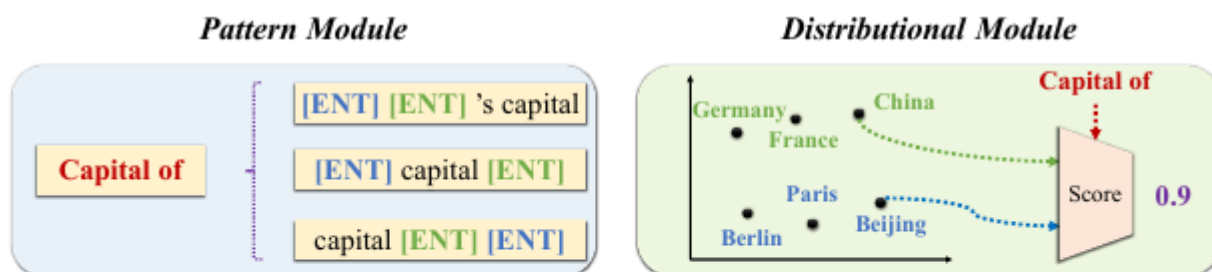 Pattern Module
Distributional Module
Capital of
[ENT] [ENT] 's capital
[ENT] capital [ENT]
capital [ENT] [ENT]
Capital of
Germany
China
France
Paris
Berlin
Beijing
Score
0.9